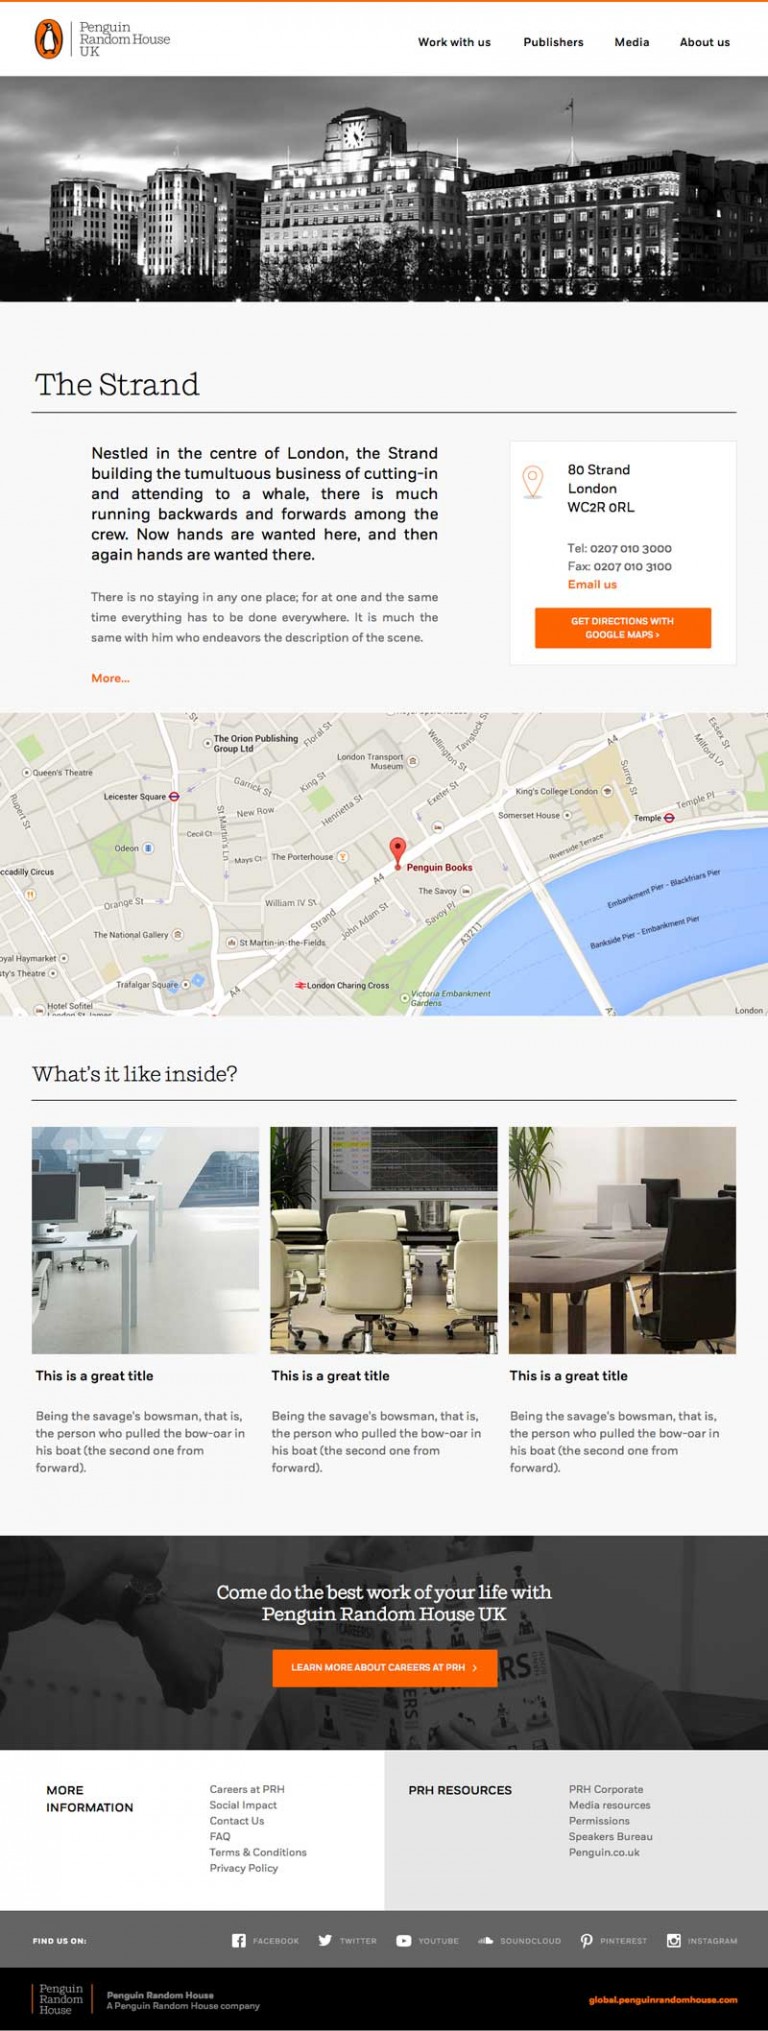 Penguin
Random House
UK
Work with us
Publishers
Media
About us
The Strand
Nestled in the centre of London, the Strand
building the tumultuous business of cutting-in
and attending to a whale, there is much
running backwards and forwards among the
crew. Now hands are wanted here, and then
again hands are wanted there.
There is no staying in any one place; for at one and the same
time everything has to be done everywhere. It is much the
same with him who endeavors the description of the scene.
More...
80 Strand
London
WC2R 0RL
Tel: 0207 010 3000
Fax: 0207 010 3100
Email us
GET DIRECTIONS WITH
GOOGLE MAPS >
The Orion Publishing
Group Ltd
Floral St
Wellington St
Tavistock St
A4
Essex St
Milford Ln
Queen's Theatre
London Transport
Museum
Rupert St
Leicester Square
Garrick St
King St
Henrietta St
Exeter St
King's College London
Surrey St
Temple Pl
New Row
St Martin's Ln
Somerset House
Temple
Cecil Ct
Odeon
Mays Ct
The Porterhouse
Riverside Terrace
ccadilly Circus
A4
Penguin Books
The Savoy
Embankment Pier - Blackfriars Pier
Orange St
William IV St
Strand
John Adam St
Savoy Pl
A3211
Bankside Pier - Embankment Pier
The National Gallery
St Martin-in-the-Fields
oyal Haymarket
ty's Theatre
Trafalgar Square
A4
London Charing Cross
Victoria Embankment
Gardens
Hotel Sofitel
London St James
London
What's it like inside?
This is a great title
Being the savage's bowsman, that is,
the person who pulled the bow-oar in
his boat (the second one from
forward).
This is a great title
Being the savage's bowsman, that is,
the person who pulled the bow-oar in
his boat (the second one from
forward).
This is a great title
Being the savage's bowsman, that is,
the person who pulled the bow-oar in
his boat (the second one from
forward).
Come do the best work of your life with
Penguin Random House UK
LEARN MORE ABOUT CAREERS AT PRH >
MORE
INFORMATION
Careers at PRH
Social Impact
Contact Us
FAQ
Terms & Conditions
Privacy Policy
PRH RESOURCES
PRH Corporate
Media resources
Permissions
Speakers Bureau
Penguin.co.uk
FIND US ON:
FACEBOOK
TWITTER
YOUTUBE
SOUNDCLOUD
PINTEREST
INSTAGRAM
Penguin
Random
House
Penguin Random House
A Penguin Random House company
global.penguinrandomhouse.com